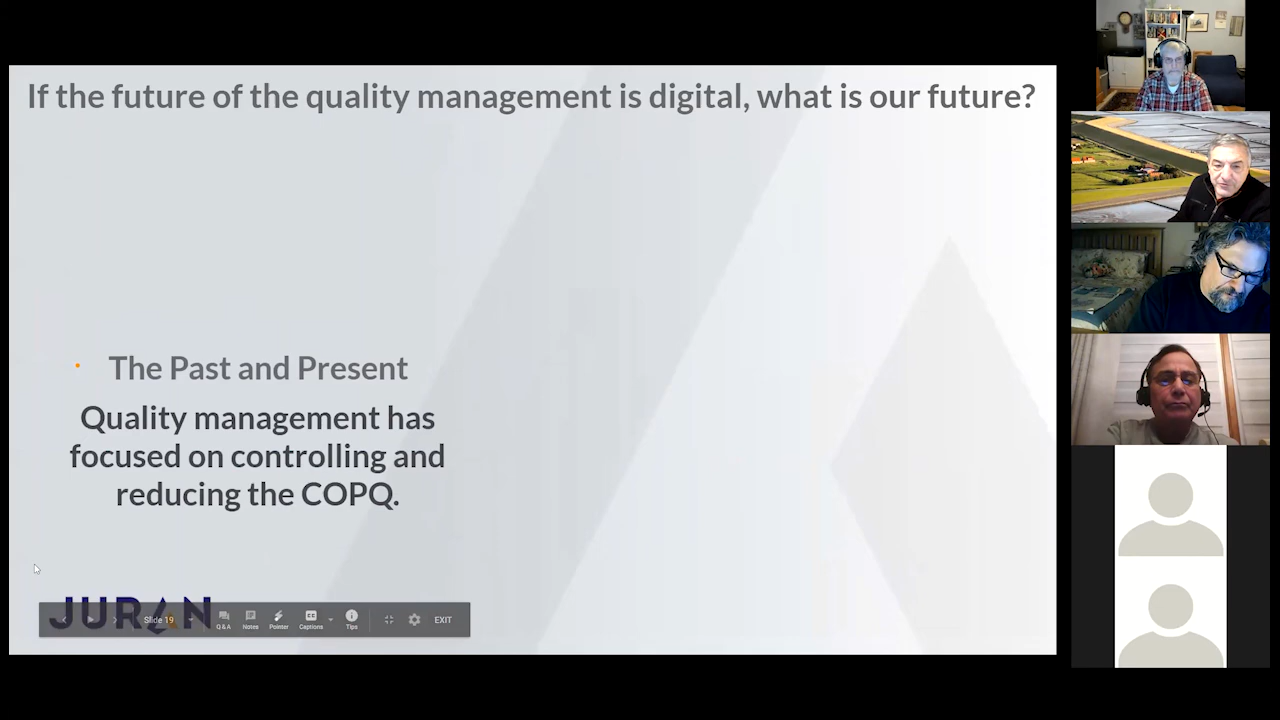 If the future of the quality management is digital, what is our future?
The Past and Present
Quality management has
focused on controlling and
reducing the COPQ.
JURAN
Slide 19
Q&A
Notes
Pointer
Captions
Tips
EXIT